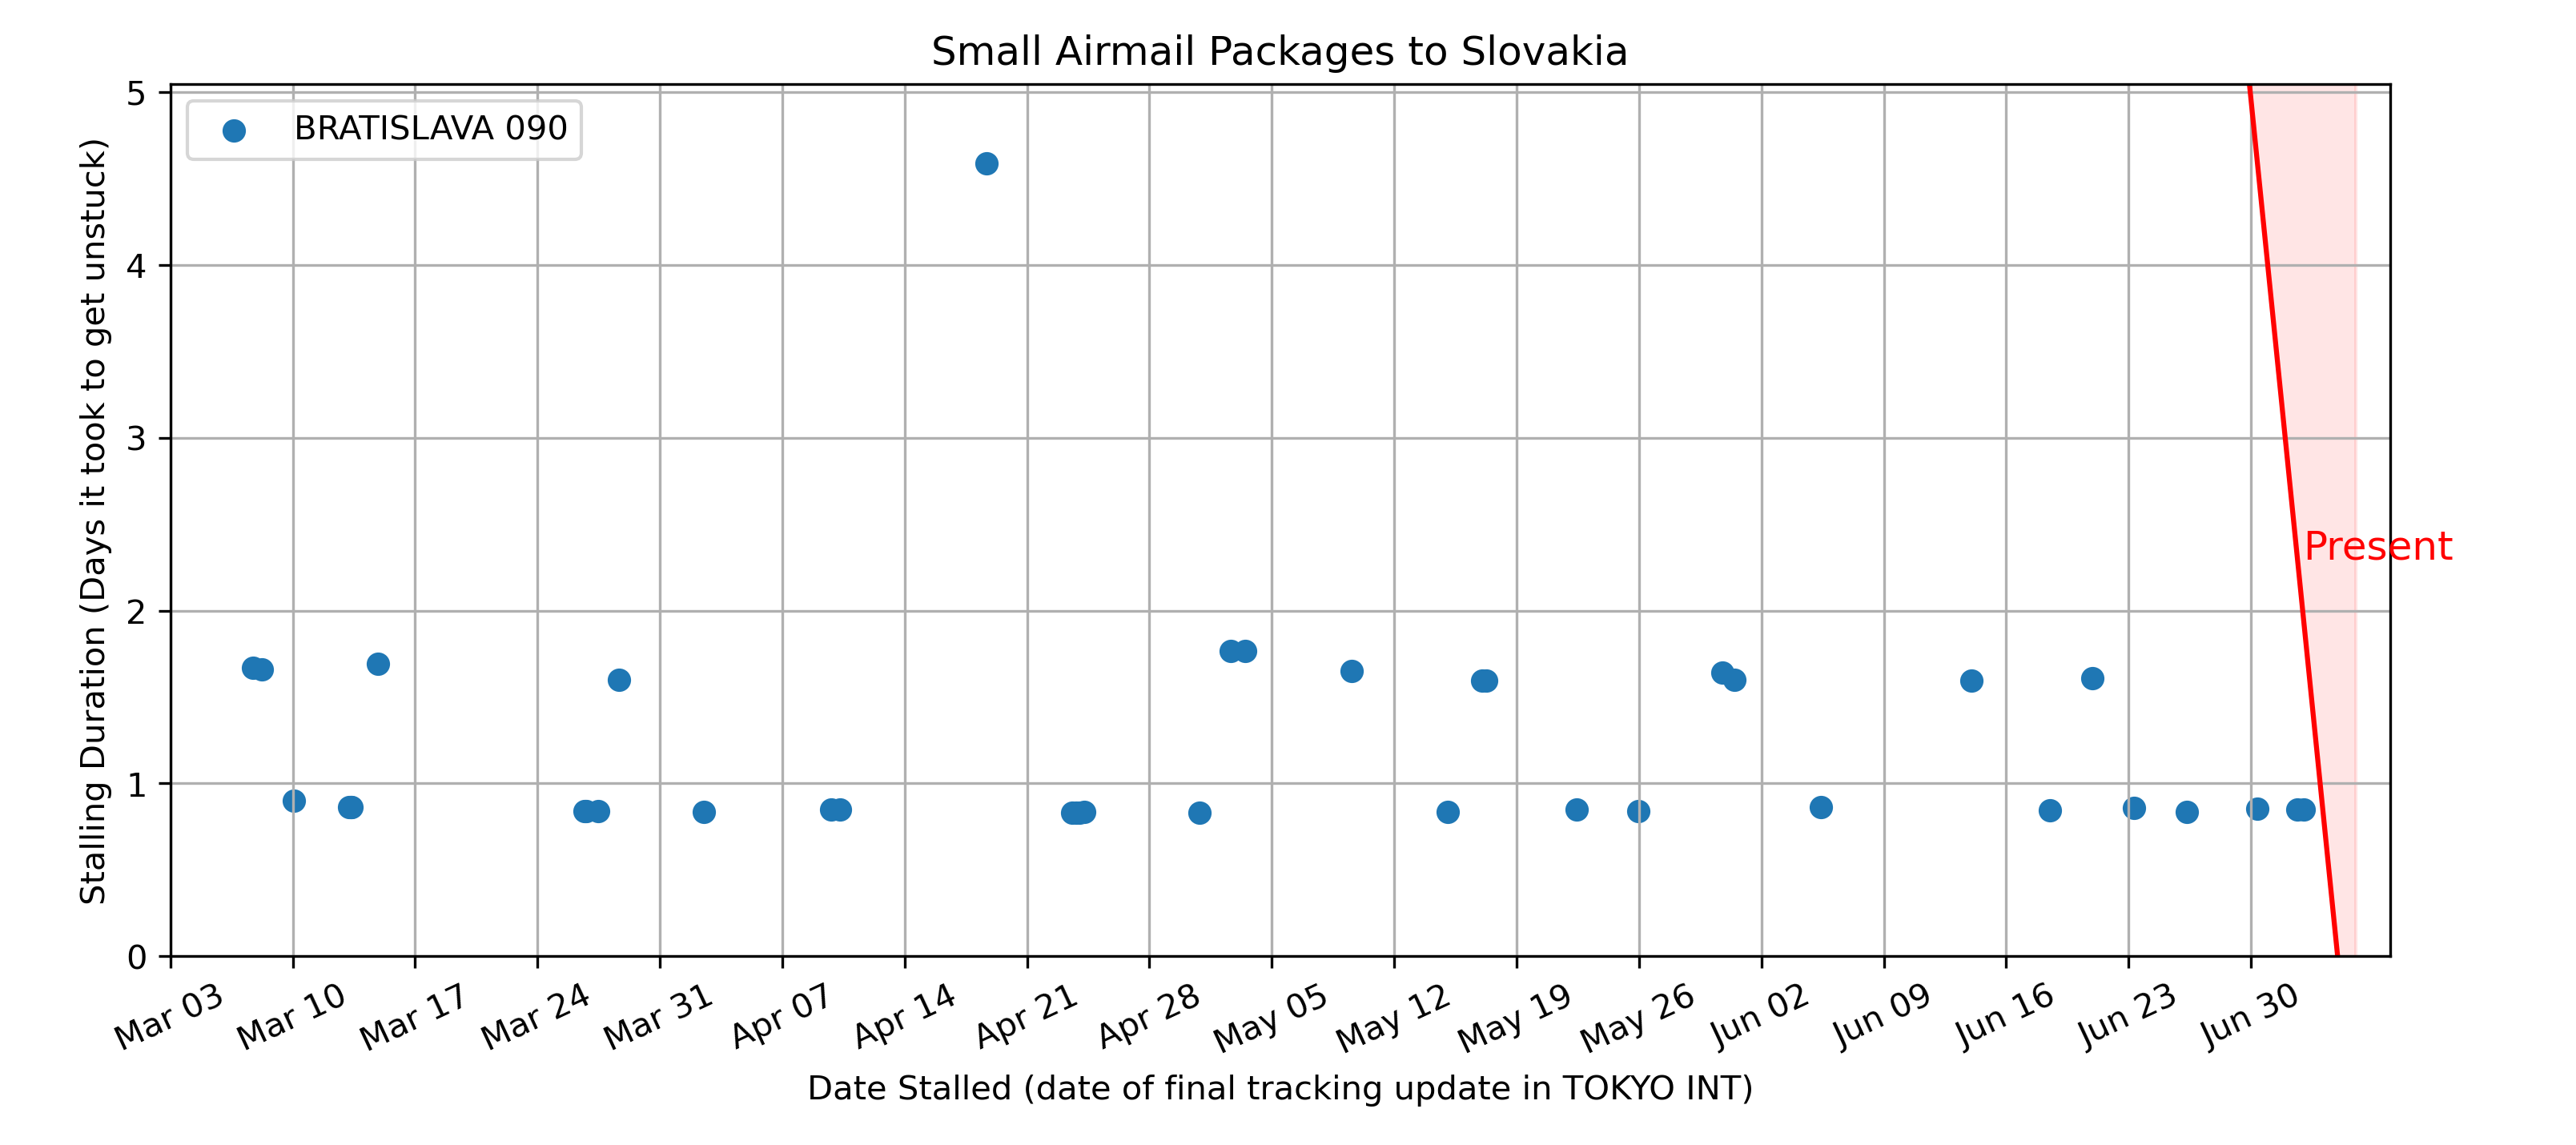 Small Airmail Packages to Slovakia
BRATISLAVA 090
Stalling Duration (Days it took to get unstuck)
5
4
3
2
1
0
Present
Mar 03
Mar 10
Mar 17
Mar 24
Mar 31
Apr 07
Apr 14
Apr 21
Apr 28
May 05
May 12
May 19
May 26
Jun 02
Jun 09
Jun 16
Jun 23
Jun 30
Date Stalled (date of final tracking update in TOKYO INT)